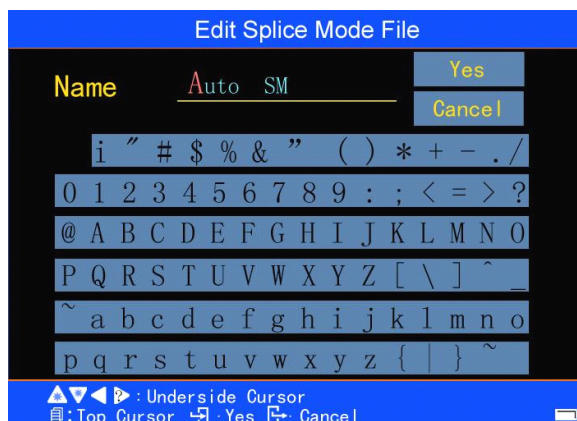 Edit Splice Mode File
Name Auto SM Yes
Cancel
i ″ # $ % & ” ( ) * + - . /
0 1 2 3 4 5 6 7 8 9 : ; < = > ?
@ A B C D E F G H I J K L M N O
P Q R S T U V W X Y Z [ \ ] ^ _
~ a b c d e f g h i j k l m n o
p q r s t u v w x y z { | } ~
: Underside Cursor
: Top Cursor : Yes : Cancel